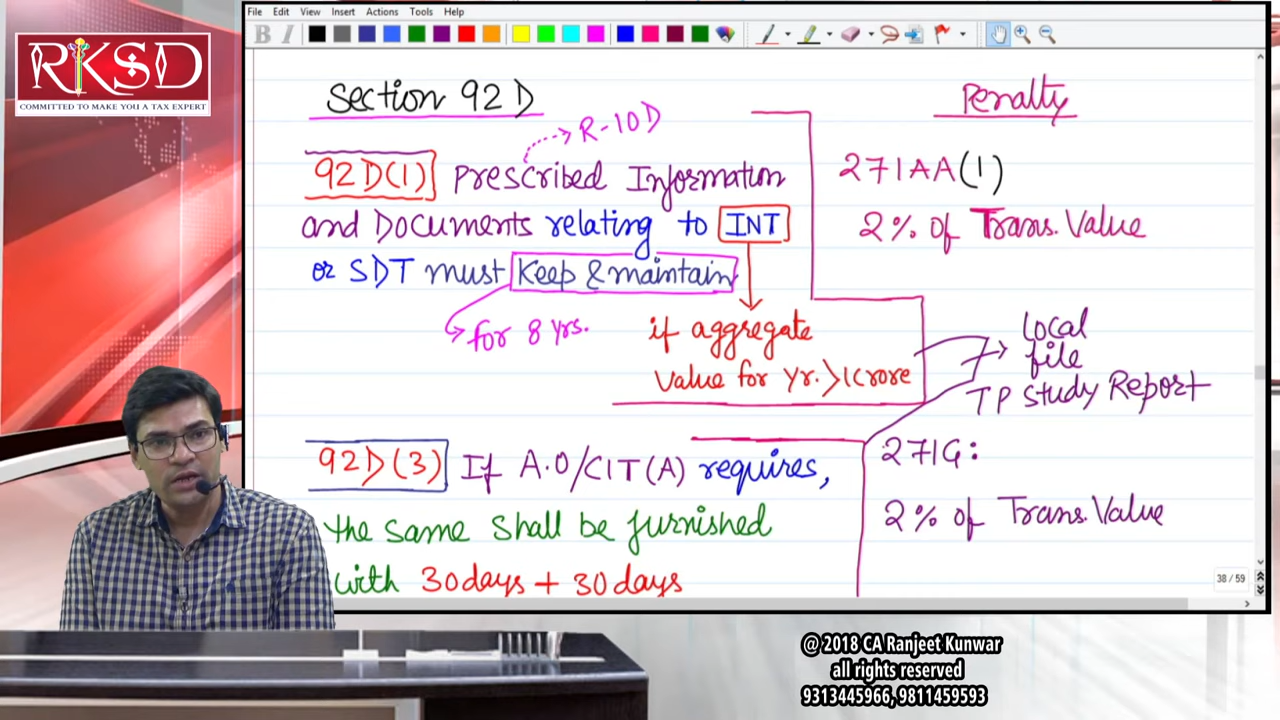 RKSD
COMMITTED TO MAKE YOU A TAX EXPERT
File Edit View Insert Actions Tools Help
B I
Section 92D
Penalty
R-10D
92D(1) Prescribed Information
and Documents relating to INT
or SDT must Keep & maintain
for 8 yrs.
if aggregate
Value for yr. >1Crore
271AA(1)
2% of Trans. Value
Local
file
TP Study Report
92D(3) If A.O/CIT(A) requires,
the same shall be furnished
with 30days + 30days
271G:
2% of Trans. Value
38 / 59
@ 2018 CA Ranjeet Kunwar
all rights reserved
9313445966, 9811459593